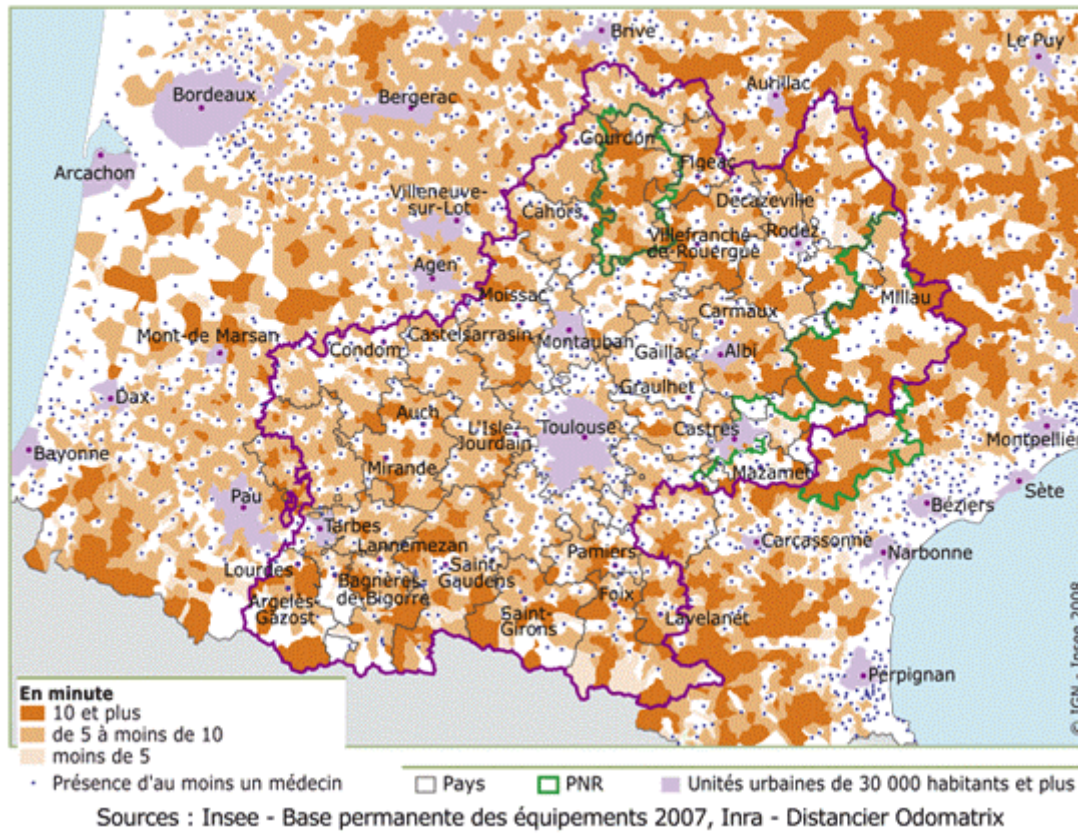 Brive
Le Puy
Bordeaux
Bergerac
Aurillac
Gourdon
Arcachon
Figeac
Villeneuve-
sur-Lot
Cahors
Decazeville
Villefranche
de-Rouergue
Rodez
Agen
Moissac
Millau
Mont-de Marsan
Castelsarrasin
Montauban
Carmaux
Condom
Gaillac
Albi
Graulhet
Dax
Auch
L'Isle-
Jourdain
Toulouse
Castres
Montpellier
Bayonne
Mirande
Mazamet
Sète
Pau
Béziers
Tarbes
Carcassonne
Narbonne
Lannemezan
Pamiers
Lourdes
Saint-
Gaudens
Bagnères-
de-Bigorre
Argelès-
Gazost
Foix
Saint-
Girons
Lavelanet
Perpignan
© IGN - Insee 2008
En minute
10 et plus
de 5 à moins de 10
moins de 5
Présence d'au moins un médecin
Pays
PNR
Unités urbaines de 30 000 habitants et plus
Sources : Insee - Base permanente des équipements 2007, Inra - Distancier Odomatrix